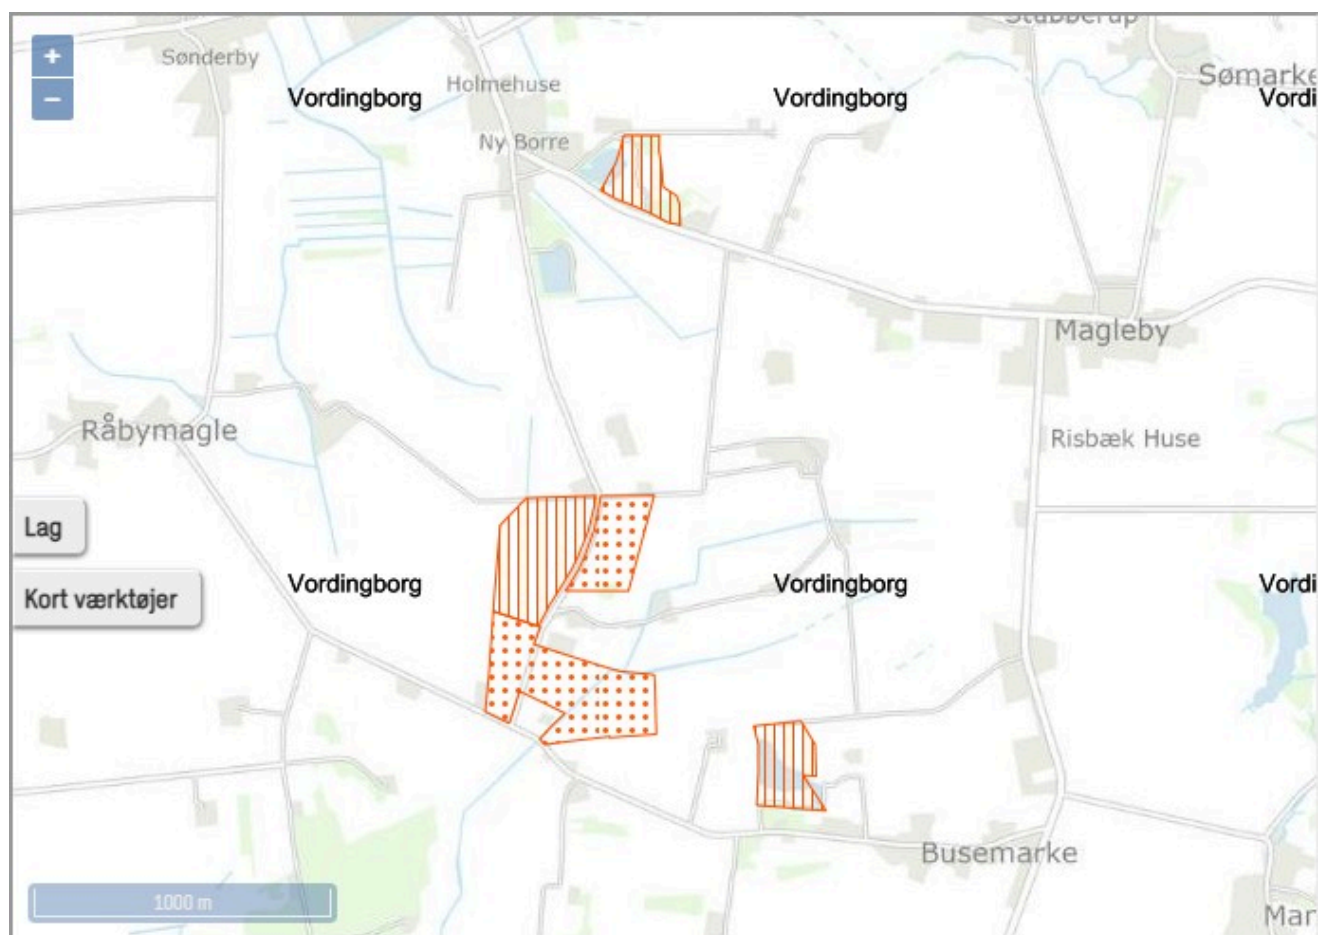 Stubberup
+
Sønderby
Sømarke
Holmehuse
Vordingborg
Vordingborg
Vordi
−
Ny Borre
Magleby
Råbymagle
Risbæk Huse
Lag
Vordingborg
Vordingborg
Vordi
Kort værktøjer
Busemarke
1000 m
Mar